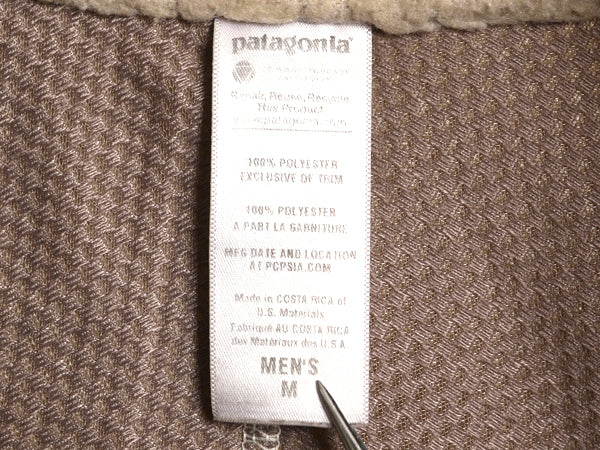 patagonia®
Repair, Reuse, Recycle
This Product
100% POLYESTER
EXCLUSIVE OF TRIM
100% POLYESTER
A PART LA GARNITURE
MFG DATE AND LOCATION
AT PCPSIA.COM
Made in COSTA RICA of
U.S. Materials
Fabriqué AU COSTA RICA
des Matériaux des U.S.A.
MEN'S
M